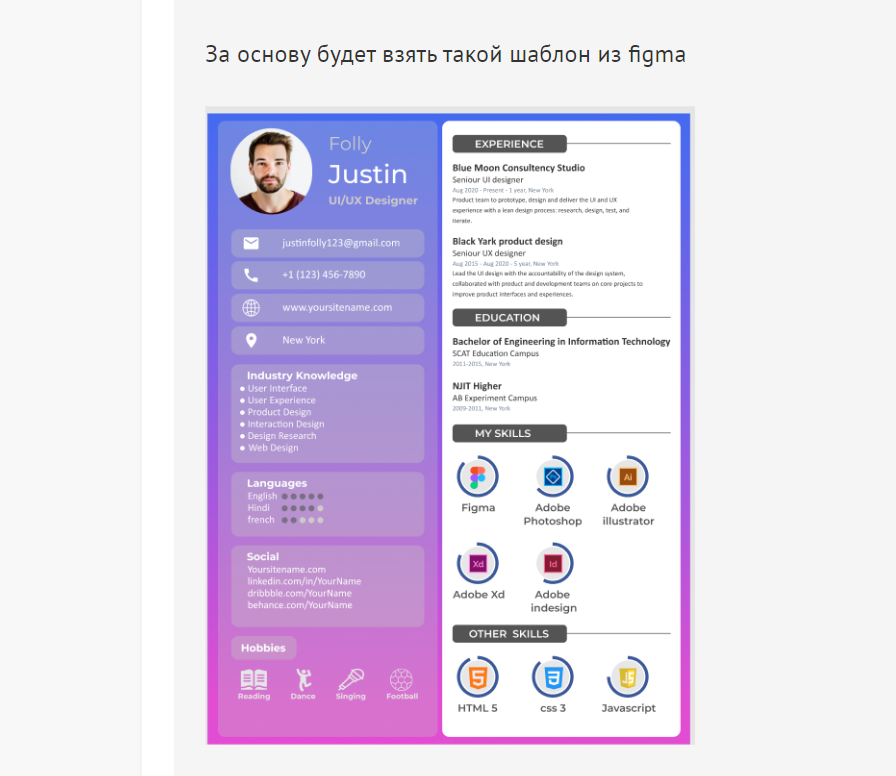 За основу будет взять такой шаблон из figma
Folly
Justin
UI/UX Designer
justinfolly123@gmail.com
+1 (123) 456-7890
www.yoursitename.com
New York
Industry Knowledge
User Interface
User Experience
Product Design
Interaction Design
Design Research
Web Design
Languages
English
Hindi
french
Social
Yoursitename.com
linkedin.com/in/YourName
dribbble.com/YourName
behance.com/YourName
Hobbies
Reading Dance Singing Football
EXPERIENCE
Blue Moon Consultency Studio
Seniour UI designer
Aug 2020 - Present - 1 year, New York
Product team to prototype, design and deliver the UI and UX
experience with a lean design process: research, design, test, and
iterate.
Black Yark product design
Seniour UX designer
Aug 2015 - Aug 2020 - 5 year, New York
Lead the UI design with the accountability of the design system,
collaborated with product and development teams on core projects to
improve product interfaces and experiences.
EDUCATION
Bachelor of Engineering in Information Technology
SCAT Education Campus
2011-2015, New York
NJIT Higher
AB Experiment Campus
2009-2011, New York
MY SKILLS
Ai
Figma Adobe Adobe
Photoshop illustrator
Xd Id
Adobe Xd Adobe
indesign
OTHER SKILLS
5 3 JS
HTML 5 css 3 Javascript